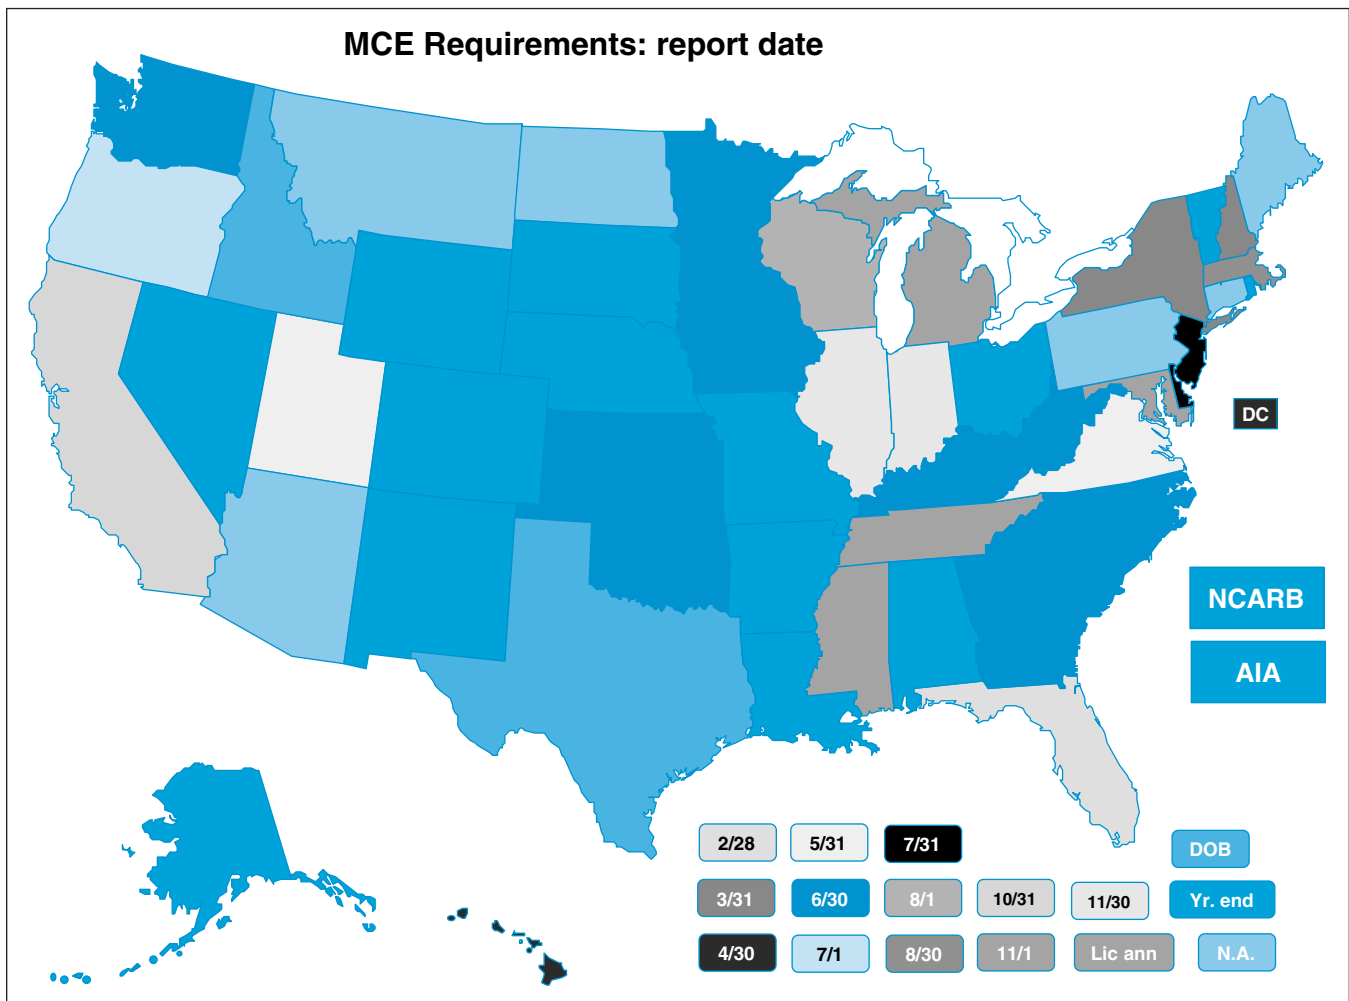 MCE Requirements: report date
DC
NCARB
AIA
2/28 5/31 7/31 DOB
3/31 6/30 8/1 10/31 11/30 Yr. end
4/30 7/1 8/30 11/1 Lic ann N.A.